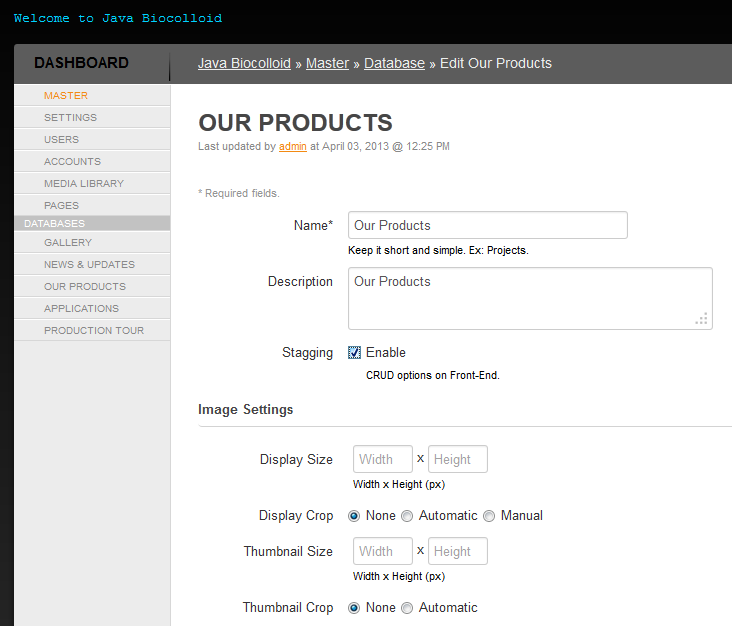 Welcome to Java Biocolloid
DASHBOARD
Java Biocolloid » Master » Database » Edit Our Products
MASTER
SETTINGS
USERS
ACCOUNTS
MEDIA LIBRARY
PAGES
DATABASES
GALLERY
NEWS & UPDATES
OUR PRODUCTS
APPLICATIONS
PRODUCTION TOUR
OUR PRODUCTS
Last updated by admin at April 03, 2013 @ 12:25 PM
* Required fields.
Name* Our Products
Keep it short and simple. Ex: Projects.
Description Our Products
Stagging Enable
CRUD options on Front-End.
Image Settings
Display Size Width x Height
Width x Height (px)
Display Crop None Automatic Manual
Thumbnail Size Width x Height
Width x Height (px)
Thumbnail Crop None Automatic